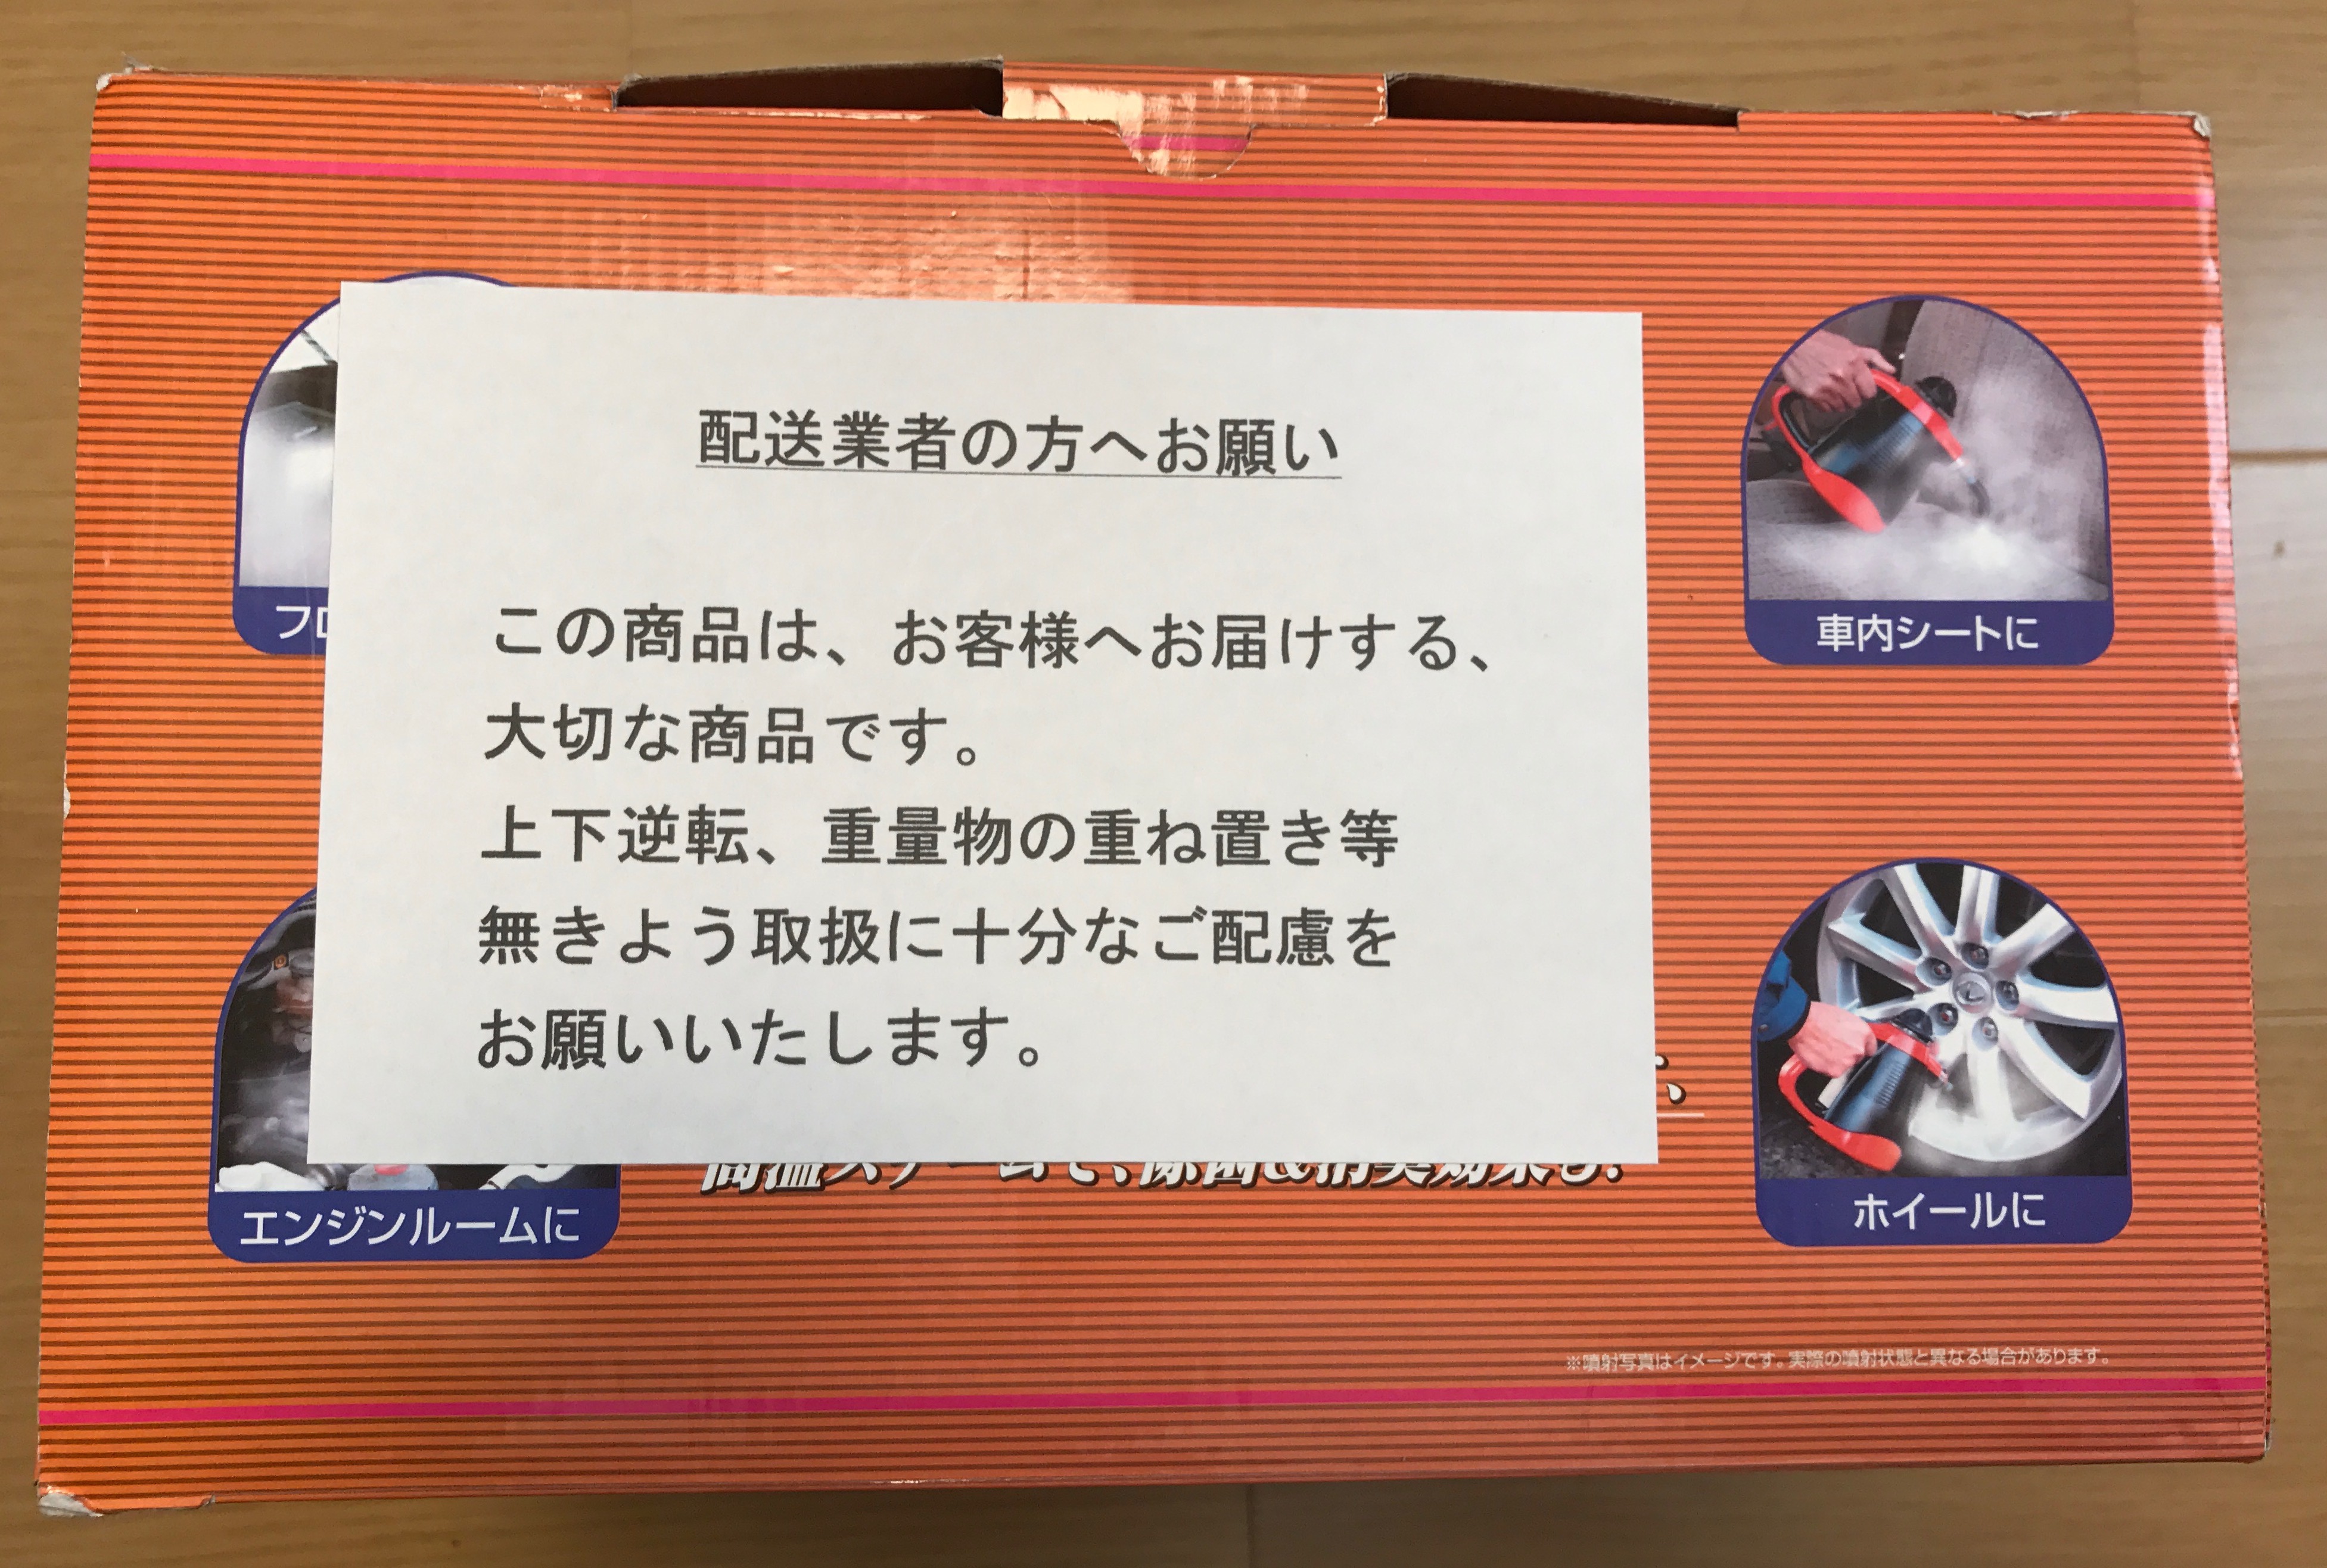 配送業者の方へお願い
この商品は、お客様へお届けする、
大切な商品です。
上下逆転、重量物の重ね置き等
無きよう取扱に十分なご配慮を
お願いいたします。
車内シートに
エンジンルームに
ホイールに
※噴射写真はイメージです。実際の噴射状態と異なる場合があります。